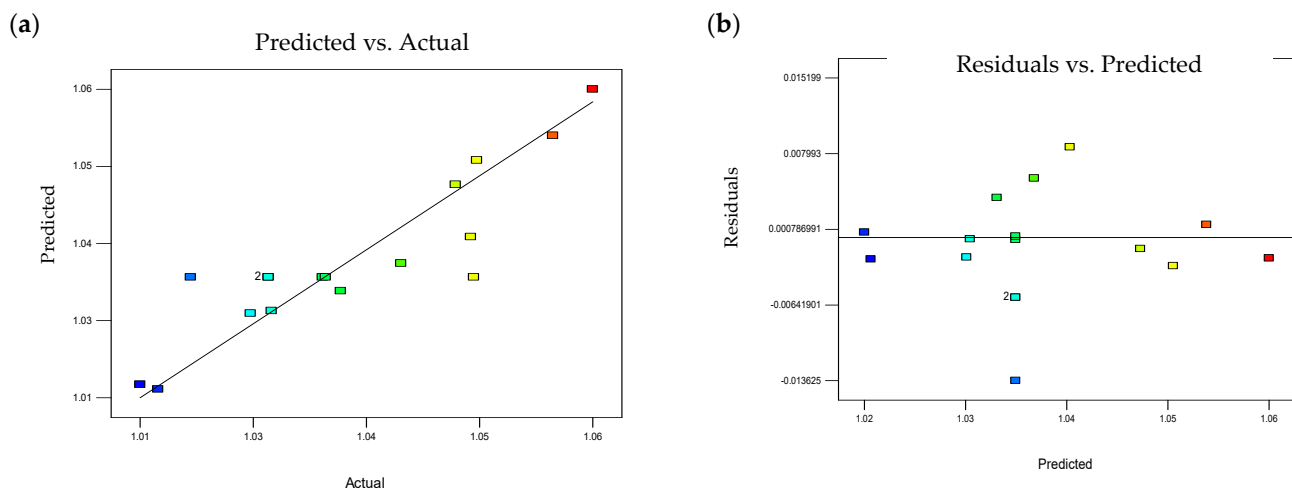 (a)
Predicted vs. Actual
Predicted
1.06
1.05
1.04
1.03
1.01
2
1.01 1.03 1.04 1.05 1.06
Actual
(b)
Residuals vs. Predicted
Residuals
0.015199
0.007993
0.000786991
-0.00641901
-0.013625
2
1.02 1.03 1.04 1.05 1.06
Predicted